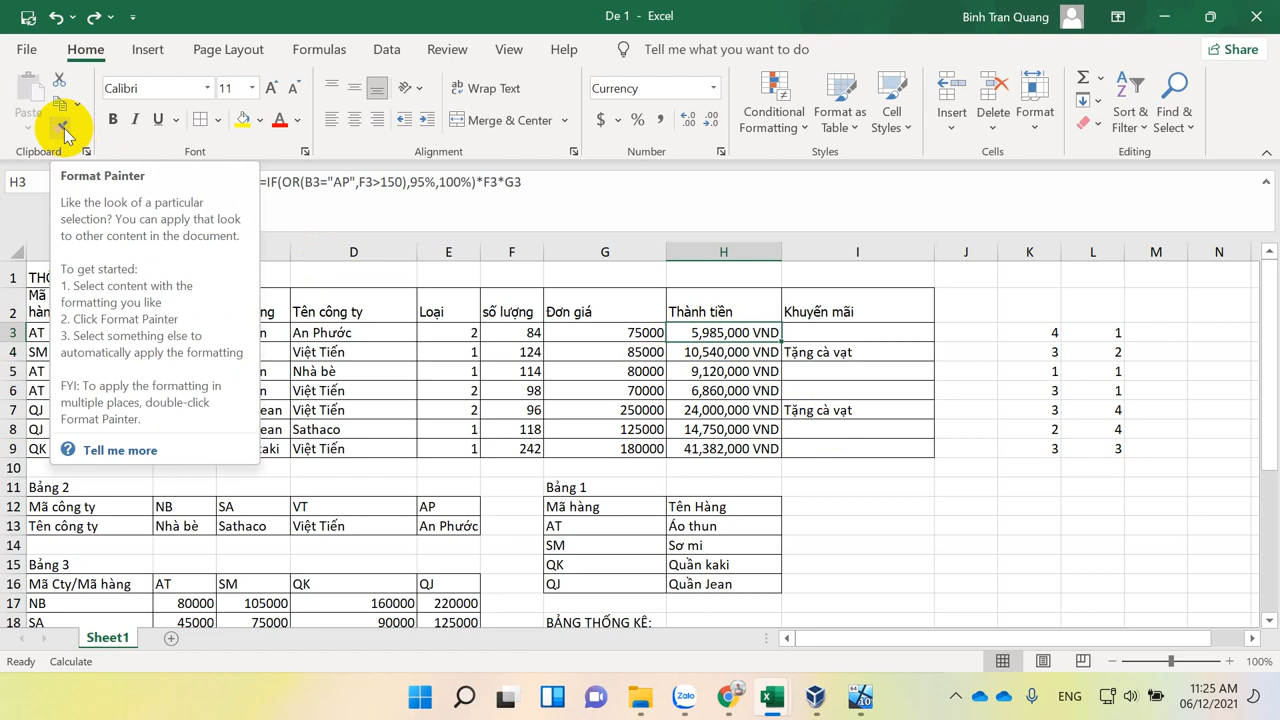 De 1 - Excel
Binh Tran Quang
File Home Insert Page Layout Formulas Data Review View Help Tell me what you want to do Share
Paste
Calibri 11
B I U A
Wrap Text
Merge & Center
Currency
$ %
Conditional Formatting
Format as Table
Cell Styles
Insert Delete Format
Sort & Filter
Find & Select
Clipboard Font Alignment Number Styles Cells Editing
H3 =IF(OR(B3="AP",F3>150),95%,100%)*F3*G3
Format Painter
Like the look of a particular
selection? You can apply that look
to other content in the document.
To get started:
1. Select content with the
formatting you like
2. Click Format Painter
3. Select something else to
automatically apply the formatting
FYI: To apply the formatting in
multiple places, double-click
Format Painter.
Tell me more
D E F G H I J K L M N
1
2 Mã Tên công ty Loại số lượng Đơn giá Thành tiền Khuyến mãi
3 AT An Phước 2 84 75000 5,985,000 VND 4 1
4 SM Việt Tiến 1 124 85000 10,540,000 VND Tặng cà vạt 3 2
5 AT Nhà bè 1 114 80000 9,120,000 VND 1 1
6 AT Việt Tiến 2 98 70000 6,860,000 VND 3 1
7 QJ ean Việt Tiến 2 96 250000 24,000,000 VND Tặng cà vạt 3 4
8 QJ ean Sathaco 1 118 125000 14,750,000 VND 2 4
9 QK kaki Việt Tiến 1 242 180000 41,382,000 VND 3 3
10
11 Bảng 2 Bảng 1
12 Mã công ty NB SA VT AP Mã hàng Tên Hàng
13 Tên công ty Nhà bè Sathaco Việt Tiến An Phước AT Áo thun
14 SM Sơ mi
15 Bảng 3 QK Quần kaki
16 Mã Cty/Mã hàng AT SM QK QJ QJ Quần Jean
17 NB 80000 105000 160000 220000
18 SA 45000 75000 90000 125000 BẢNG THỐNG KÊ:
Sheet1
Ready Calculate 100%
Zalo
ENG
11:25 AM
06/12/2021